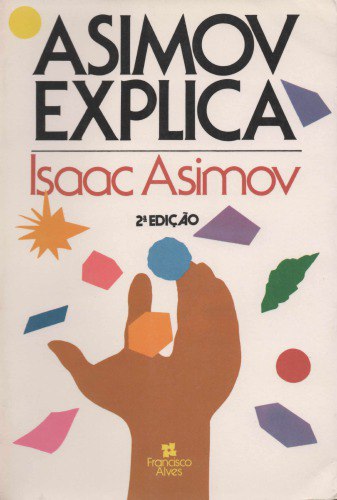 ASIMOV
EXPLICA
Isaac Asimov
2ª EDIÇÃO
Francisco
Alves